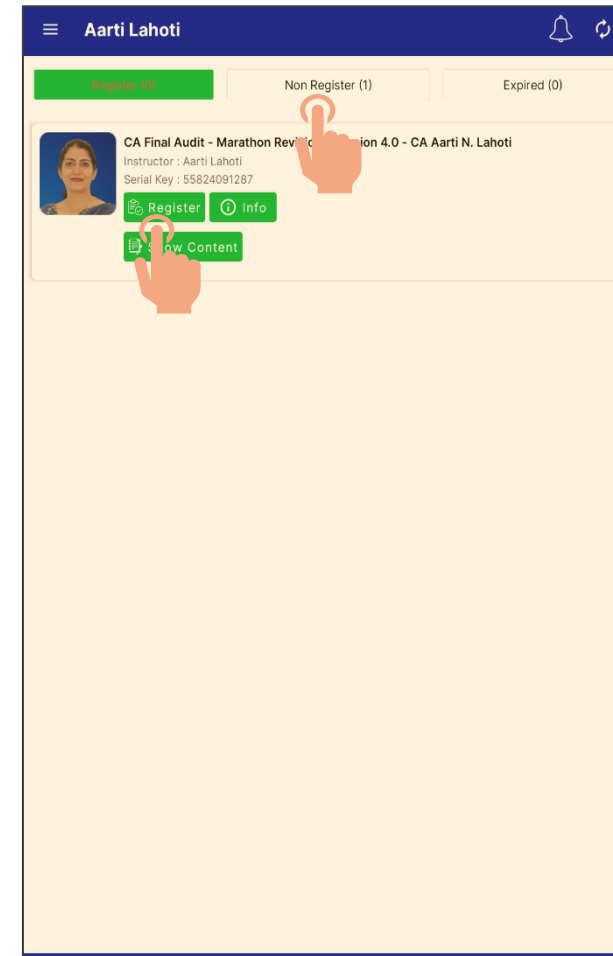 Aarti Lahoti
Register (0) Non Register (1) Expired (0)
CA Final Audit - Marathon ion 4.0 - CA Aarti N. Lahoti
Instructor : Aarti Lahoti
Serial Key : 55824091287
Register Info
Content